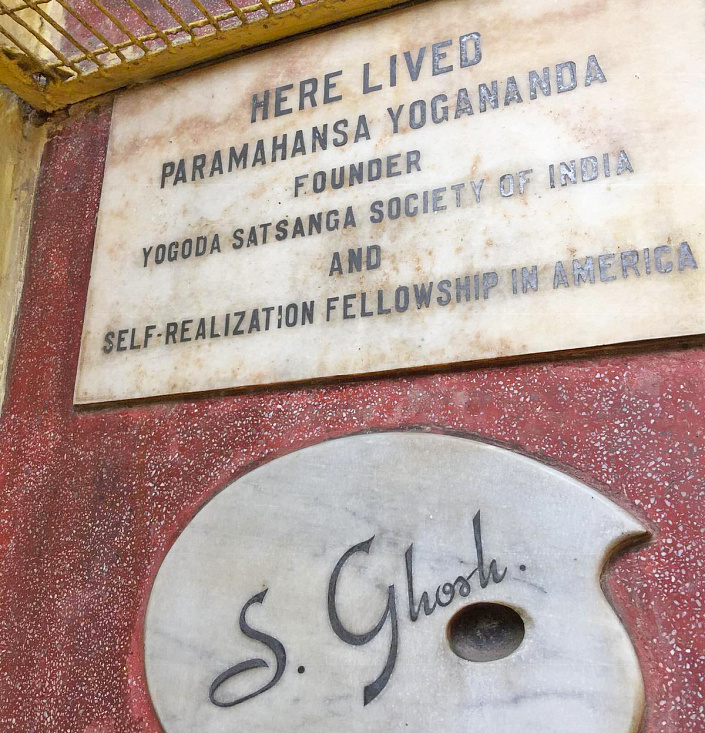 HERE LIVED
PARAMAHANSA YOGANANDA
FOUNDER
YOGODA SATSANGA SOCIETY OF INDIA
AND
SELF-REALIZATION FELLOWSHIP IN AMERICA
S. Ghosh.